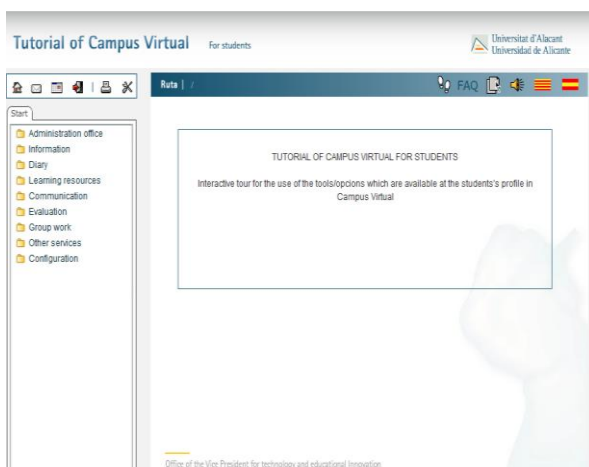 Tutorial of Campus Virtual For students
Universitat d'Alacant
Universidad de Alicante
Ruta | /
FAQ
Start
Administration office
Information
Diary
Learning resources
Communication
Evaluation
Group work
Other services
Configuration
TUTORIAL OF CAMPUS VIRTUAL FOR STUDENTS
Interactive tour for the use of the tools/opcions which are available at the students's profile in
Campus Virtual
Office of the Vice President for technology and educational Innovation